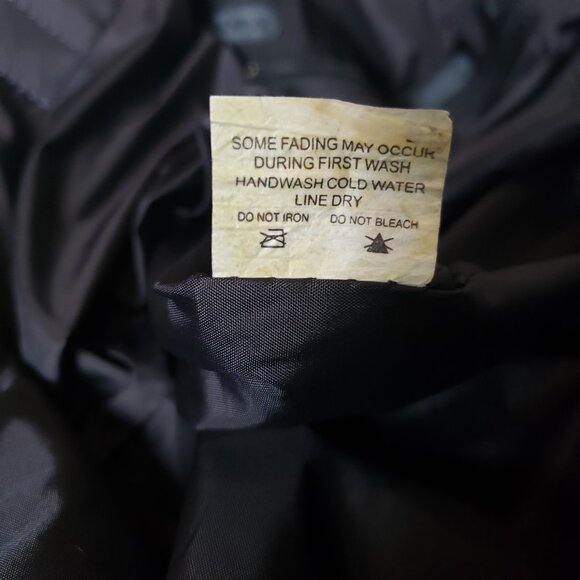 SOME FADING MAY OCCUR
DURING FIRST WASH
HANDWASH COLD WATER
LINE DRY
DO NOT IRON DO NOT BLEACH